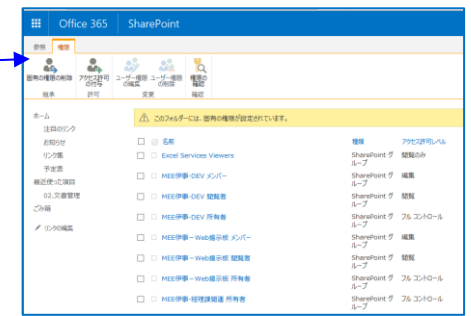 Office 365 SharePoint
参照 権限
固有の権限の削除 アクセス許可の付与 ユーザー権限の編集 ユーザー権限の削除 権限の確認
継承 許可 変更 確認
ホーム
注目のリンク
お知らせ
リンク集
予定表
最近使った項目
02.文書管理
ごみ箱
リンクの編集
このフォルダーには、固有の権限が設定されています。
名前 種類 アクセス許可レベル
Excel Services Viewers SharePoint グループ 閲覧のみ
MEE伊事-DEV メンバー SharePoint グループ 編集
MEE伊事-DEV 閲覧者 SharePoint グループ 閲覧
MEE伊事-DEV 所有者 SharePoint グループ フル コントロール
MEE伊事－Web掲示板 メンバー SharePoint グループ 編集
MEE伊事－Web掲示板 閲覧者 SharePoint グループ 閲覧
MEE伊事－Web掲示板 所有者 SharePoint グループ フル コントロール
MEE伊事-経理課関連 所有者 SharePoint グループ フル コントロール